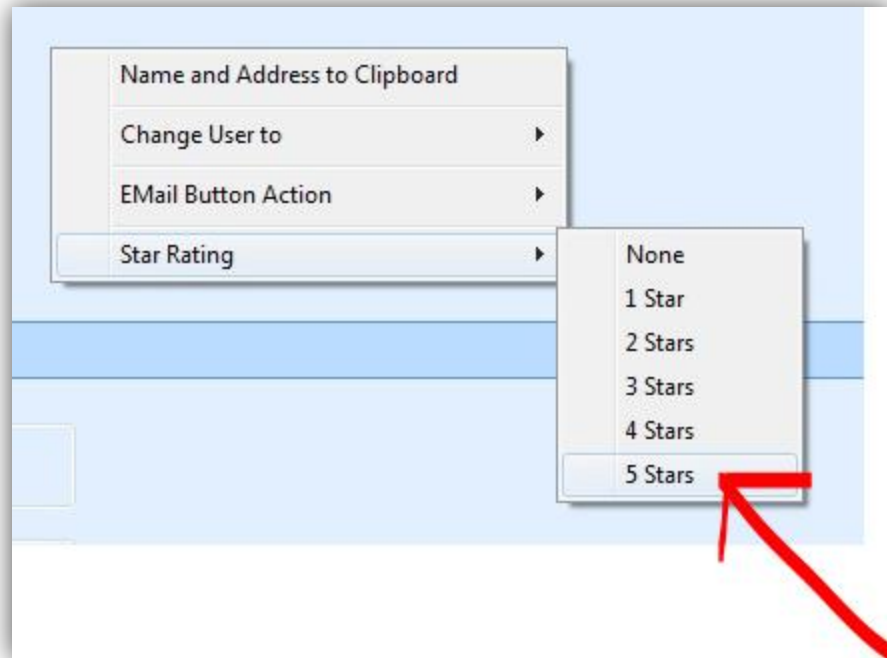 Name and Address to Clipboard
Change User to
EMail Button Action
Star Rating
None
1 Star
2 Stars
3 Stars
4 Stars
5 Stars